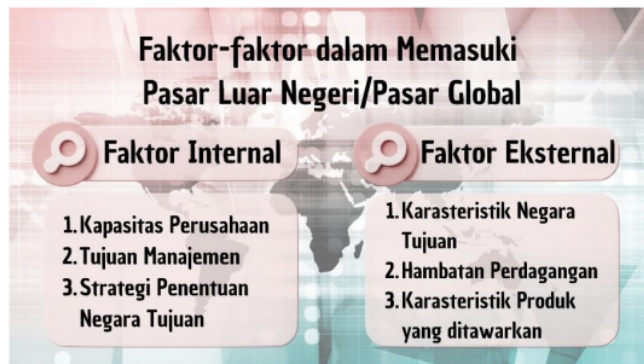 Faktor-faktor dalam Memasuki
Pasar Luar Negeri/Pasar Global
Faktor Internal
1.Kapasitas Perusahaan
2.Tujuan Manajemen
3.Strategi Penentuan
Negara Tujuan
Faktor Eksternal
1.Karasteristik Negara
Tujuan
2.Hambatan Perdagangan
3.Karasteristik Produk
yang ditawarkan